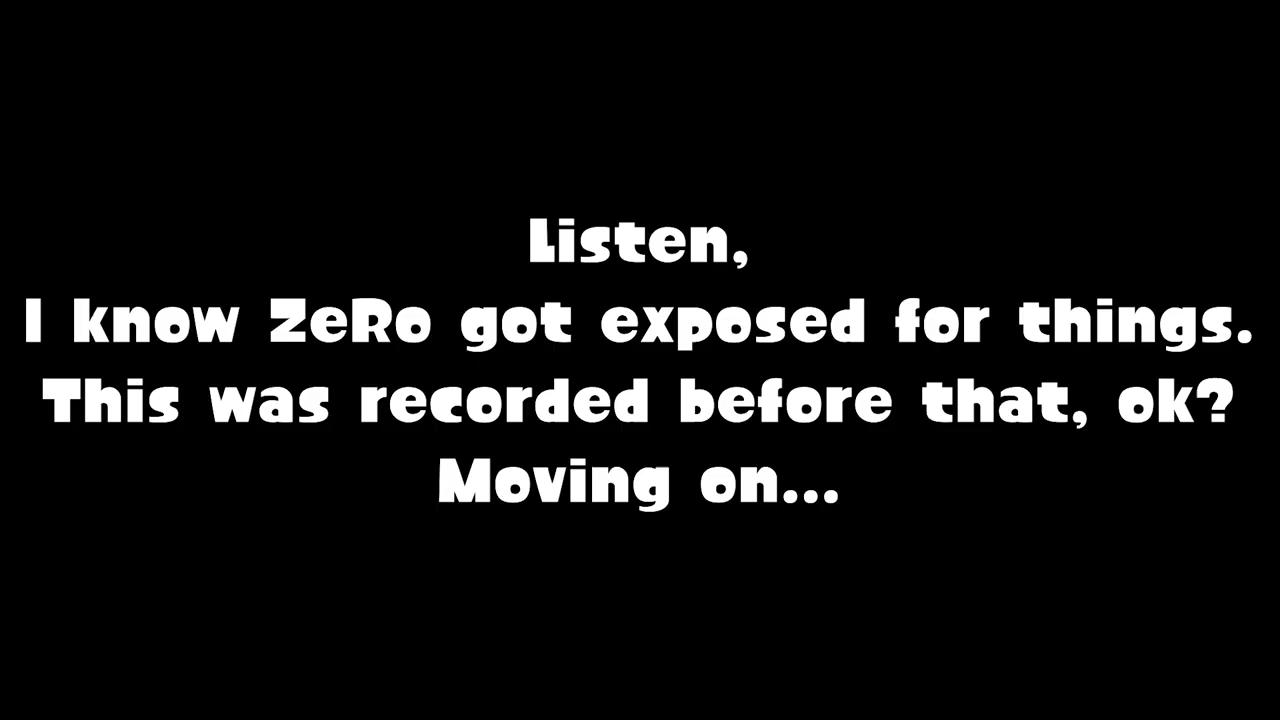 Listen,
I know ZeRo got exposed for things.
This was recorded before that, ok?
Moving on...